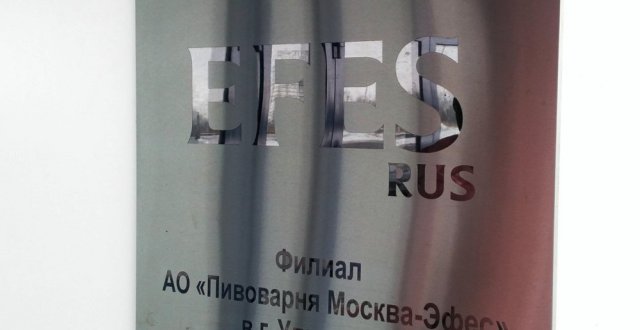 EFES
RUS
Филиал
АО «Пивоварня Москва-Эфес»
в г.